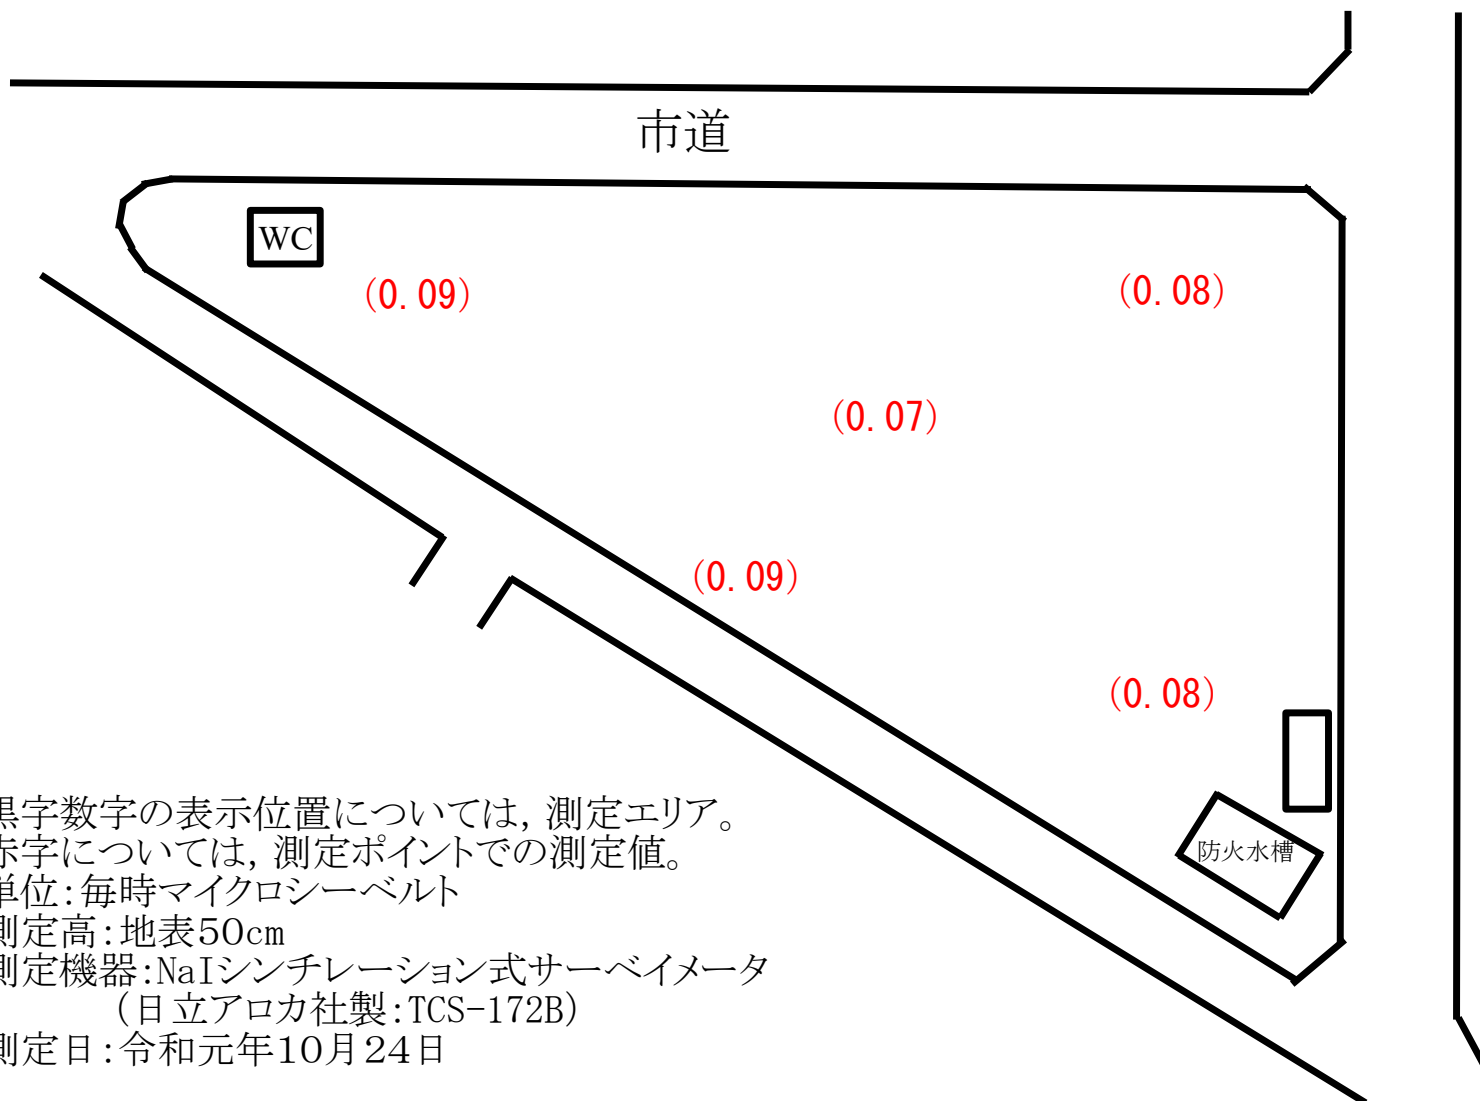 市道
WC
(0.09)
(0.08)
(0.07)
(0.09)
(0.08)
防火水槽
黒字数字の表示位置については,測定エリア。
赤字については,測定ポイントでの測定値。
単位:毎時マイクロシーベルト
測定高:地表50cm
測定機器:NaIシンチレーション式サーベイメータ
(日立アロカ社製:TCS-172B)
測定日:令和元年10月24日